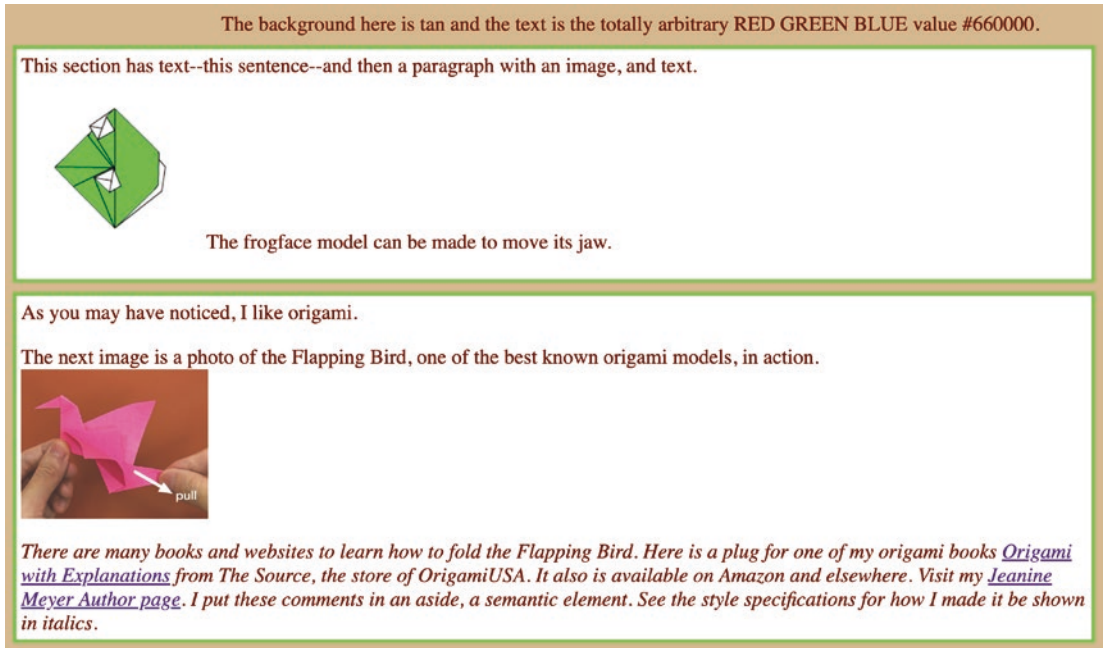 The background here is tan and the text is the totally arbitrary RED GREEN BLUE value #660000.
This section has text--this sentence--and then a paragraph with an image, and text.
The frogface model can be made to move its jaw.
As you may have noticed, I like origami.
The next image is a photo of the Flapping Bird, one of the best known origami models, in action.
pull
There are many books and websites to learn how to fold the Flapping Bird. Here is a plug for one of my origami books Origami
with Explanations from The Source, the store of OrigamiUSA. It also is available on Amazon and elsewhere. Visit my Jeanine
Meyer Author page. I put these comments in an aside, a semantic element. See the style specifications for how I made it be shown
in italics.